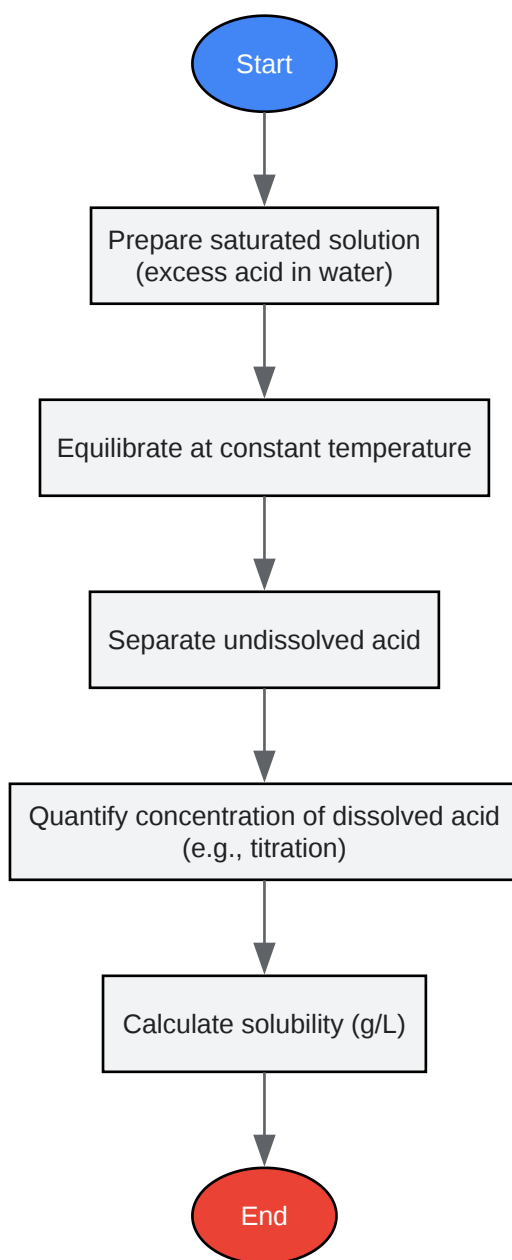 Start
Prepare saturated solution
(excess acid in water)
Equilibrate at constant temperature
Separate undissolved acid
Quantify concentration of dissolved acid
(e.g., titration)
Calculate solubility (g/L)
End